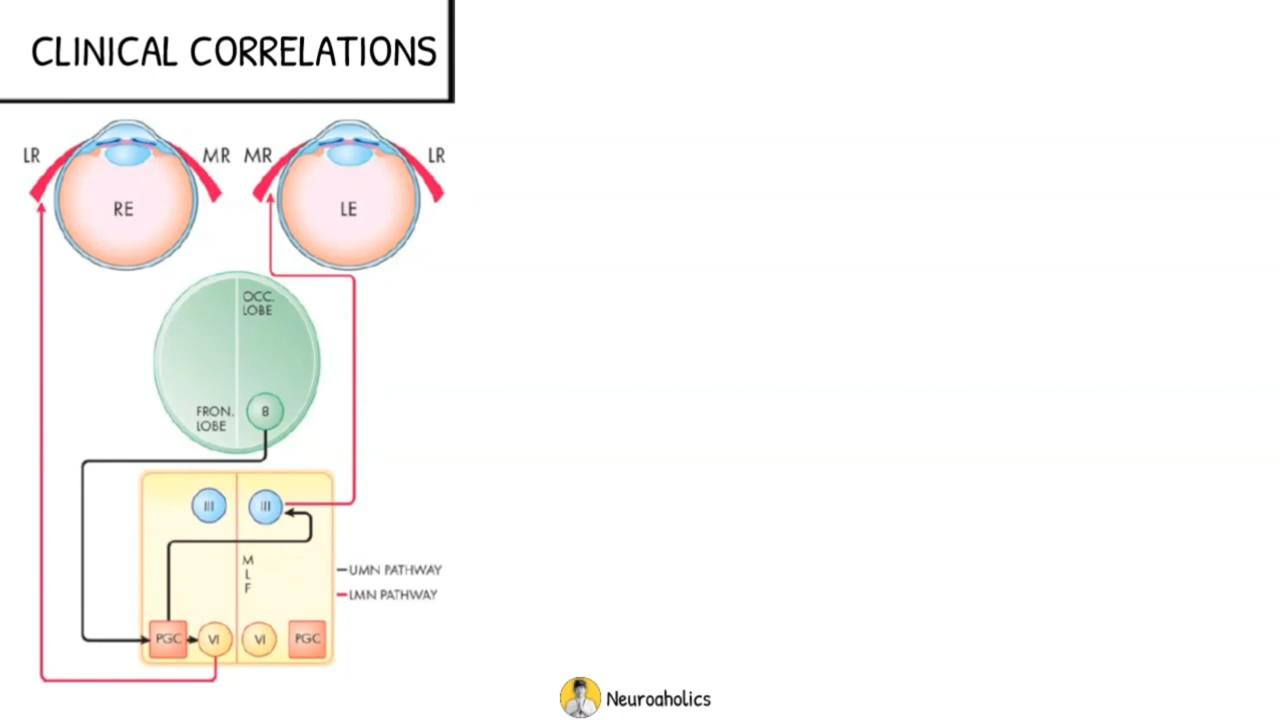 CLINICAL CORRELATIONS
LR
MR
MR
LR
RE
LE
OCC.
LOBE
FRON.
LOBE
8
III
III
M
L
F
UMN PATHWAY
LMN PATHWAY
PGC
VI
VI
PGC
Neuroaholics